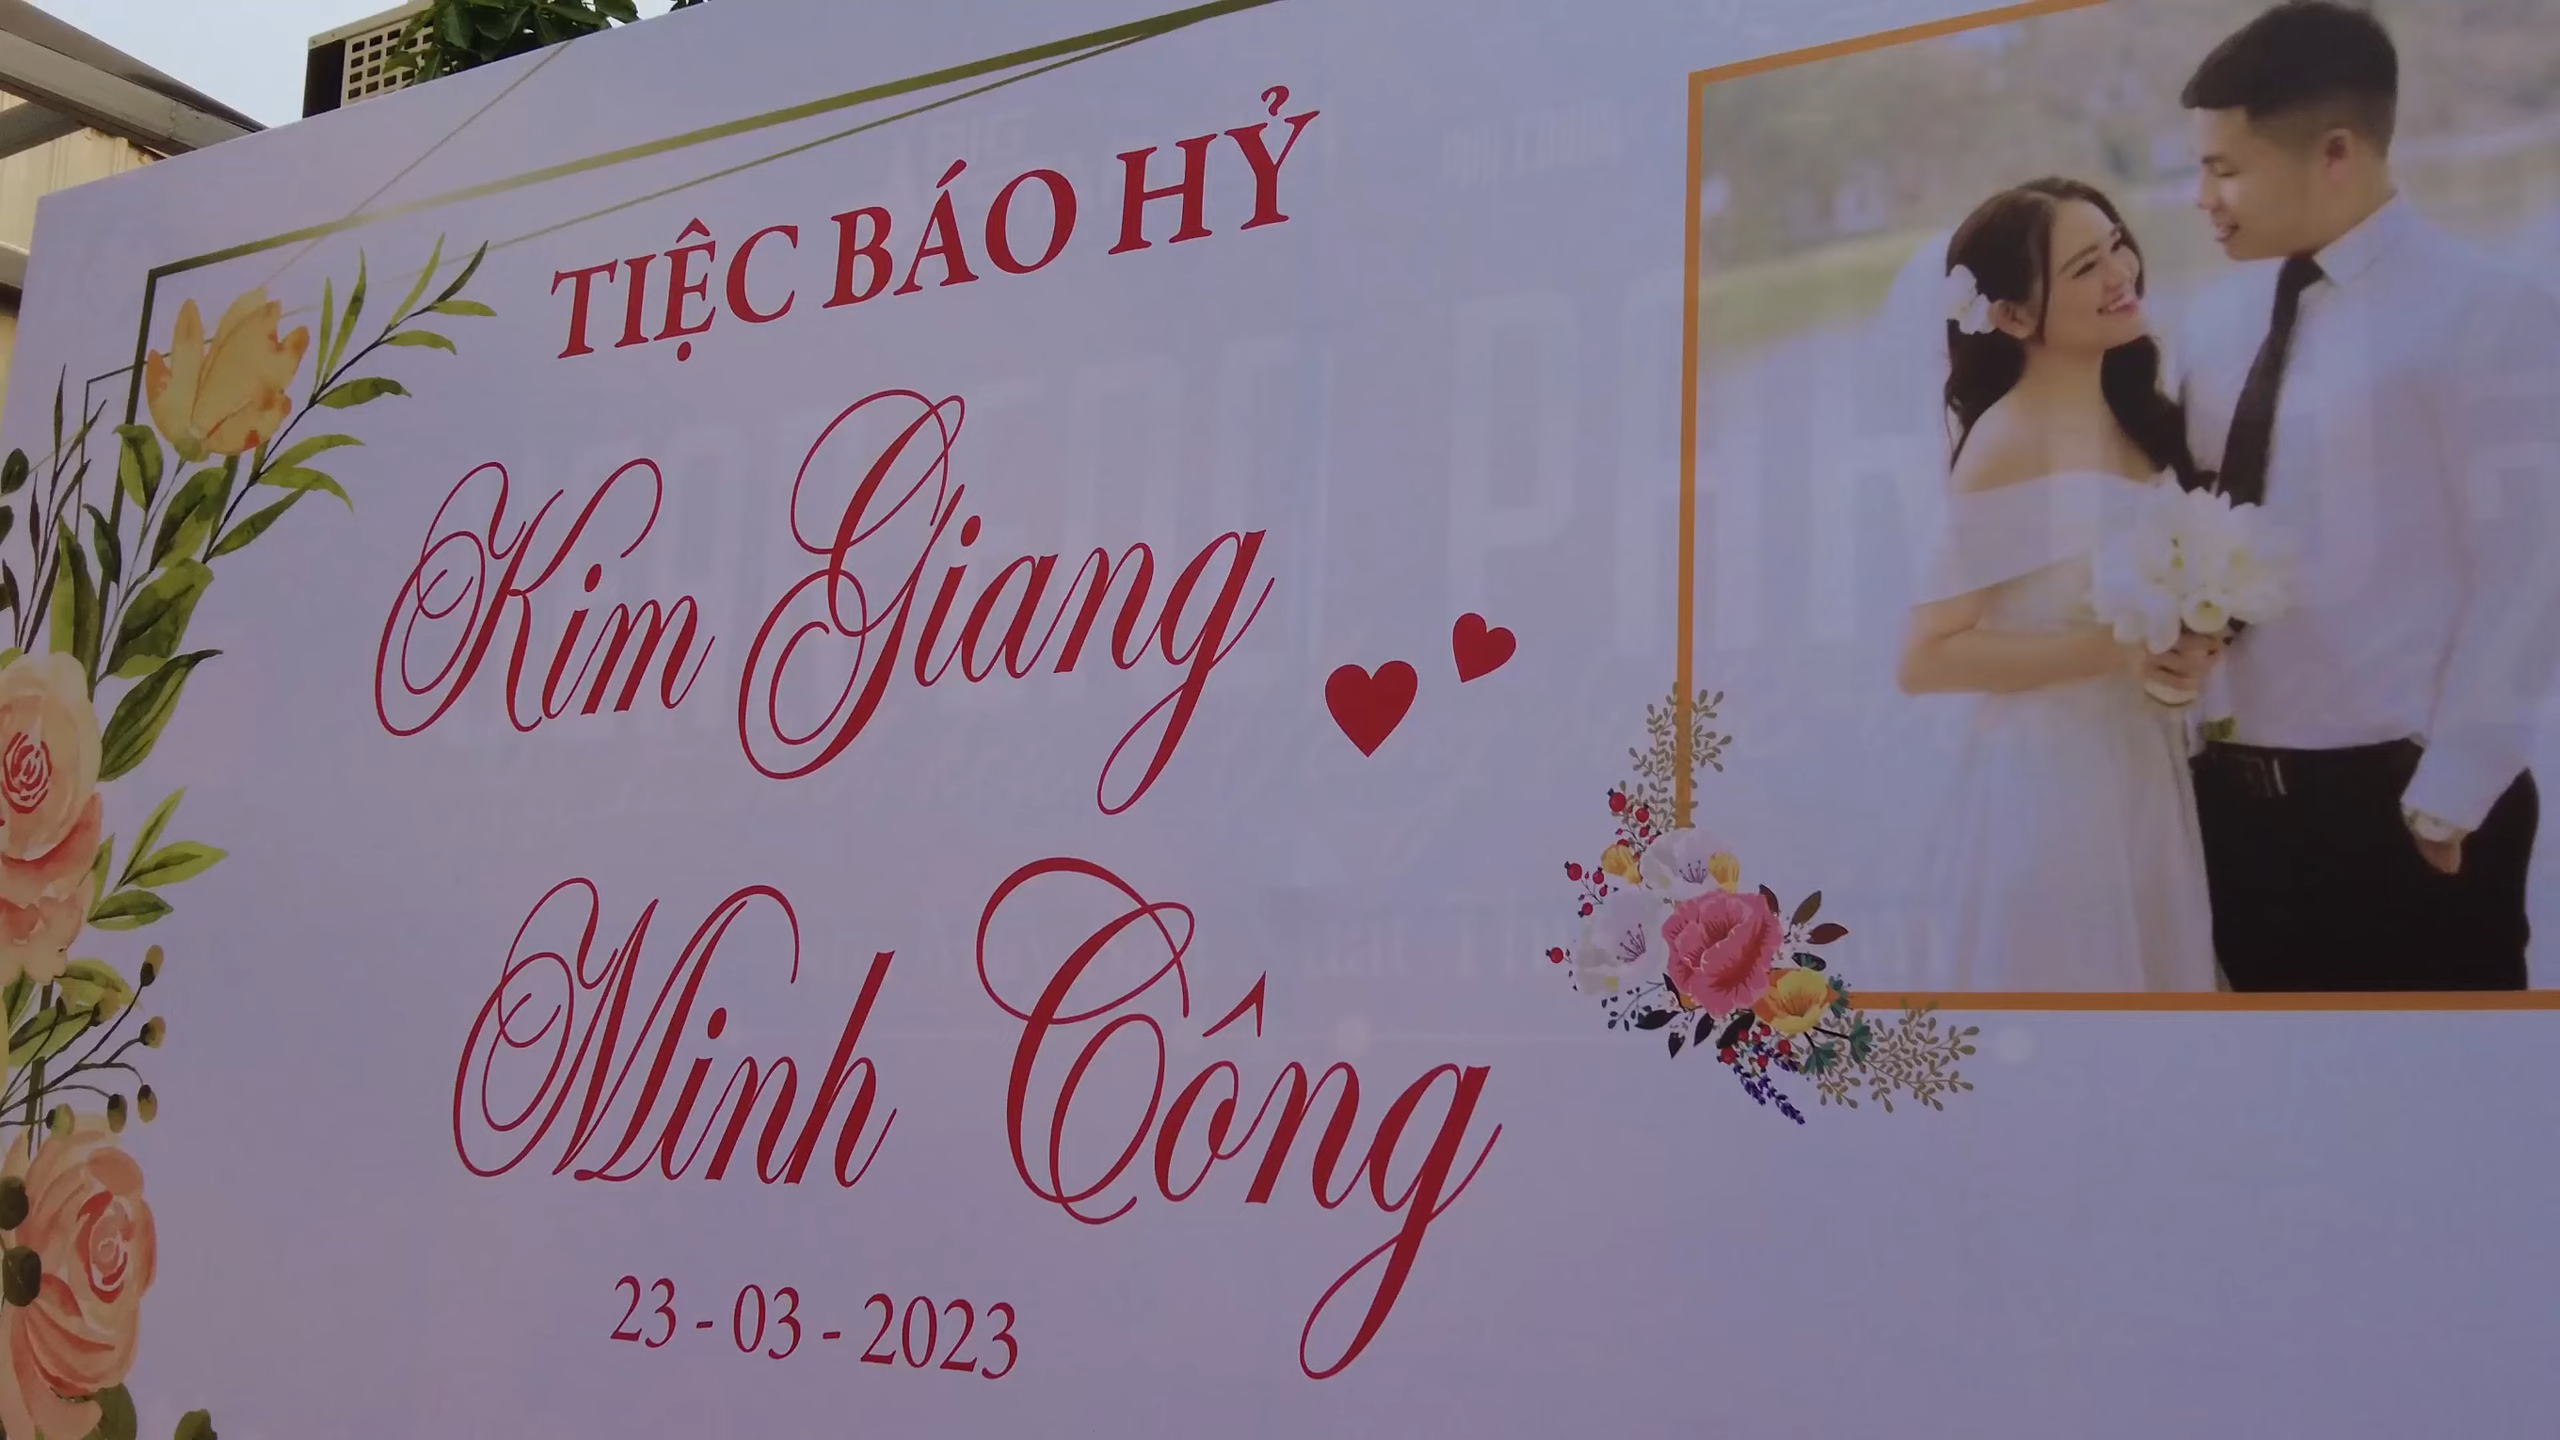 TIỆC BÁO HỶ
Kim Giang
Minh Công
23 - 03 - 2023